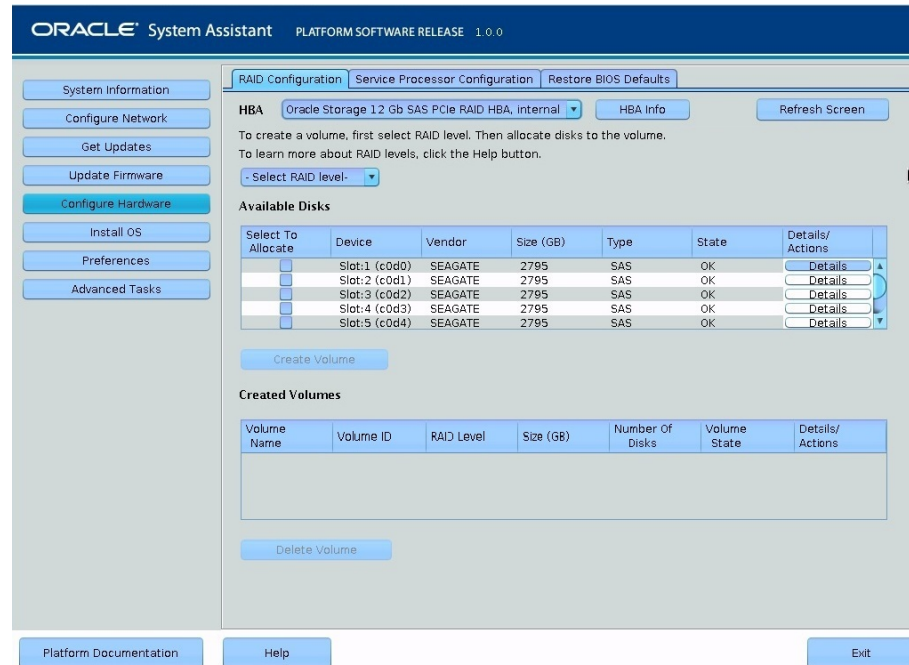 ORACLE® System Assistant PLATFORM SOFTWARE RELEASE 1.0.0
System Information
Configure Network
Get Updates
Update Firmware
Configure Hardware
Install OS
Preferences
Advanced Tasks
RAID Configuration Service Processor Configuration Restore BIOS Defaults
HBA Oracle Storage 12 Gb SAS PCIe RAID HBA, internal HBA Info Refresh Screen
To create a volume, first select RAID level. Then allocate disks to the volume.
To learn more about RAID levels, click the Help button.
- Select RAID level-
Available Disks
Select To Allocate Device Vendor Size (GB) Type State Details/ Actions
Slot:1 (c0d0) SEAGATE 2795 SAS OK Details
Slot:2 (c0d1) SEAGATE 2795 SAS OK Details
Slot:3 (c0d2) SEAGATE 2795 SAS OK Details
Slot:4 (c0d3) SEAGATE 2795 SAS OK Details
Slot:5 (c0d4) SEAGATE 2795 SAS OK Details
Create Volume
Created Volumes
Volume Name Volume ID RAID Level Size (GB) Number Of Disks Volume State Details/ Actions
Delete Volume
Platform Documentation Help Exit